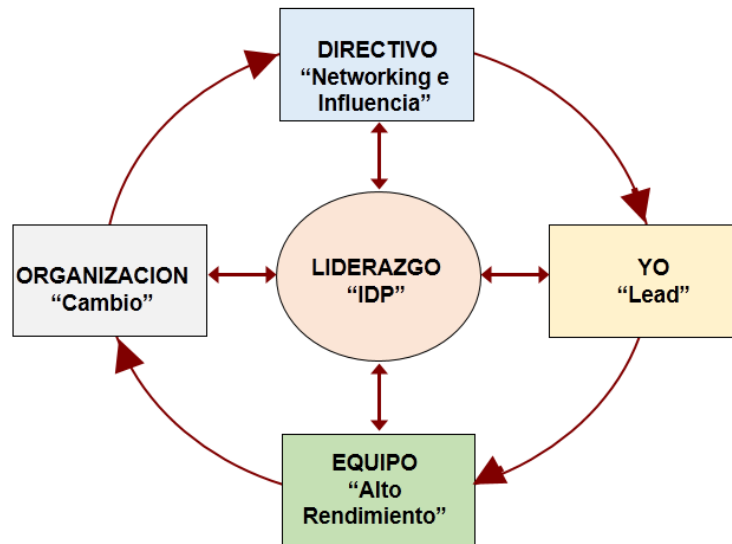 DIRECTIVO
“Networking e
Influencia”
ORGANIZACION
“Cambio”
LIDERAZGO
“IDP”
YO
“Lead”
EQUIPO
“Alto
Rendimiento”